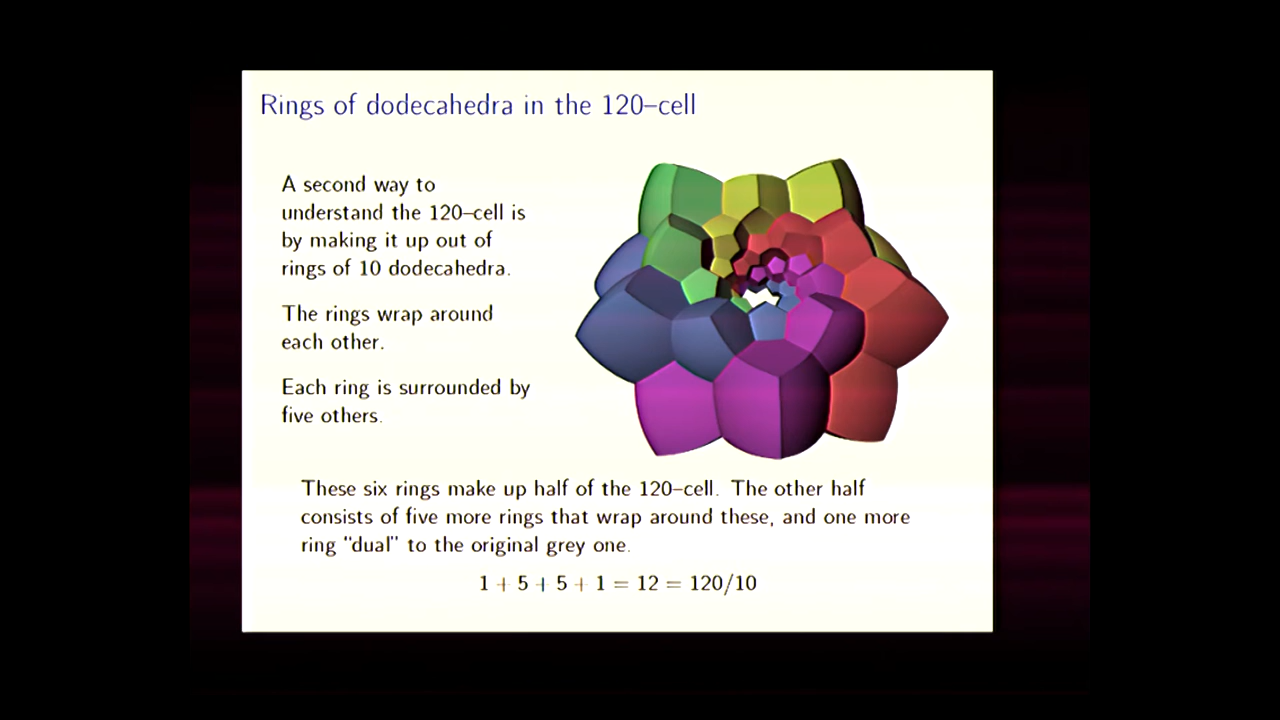 Rings of dodecahedra in the 120–cell
A second way to
understand the 120–cell is
by making it up out of
rings of 10 dodecahedra.
The rings wrap around
each other.
Each ring is surrounded by
five others.
These six rings make up half of the 120–cell. The other half
consists of five more rings that wrap around these, and one more
ring "dual" to the original grey one.
1 + 5 + 5 + 1 = 12 = 120/10